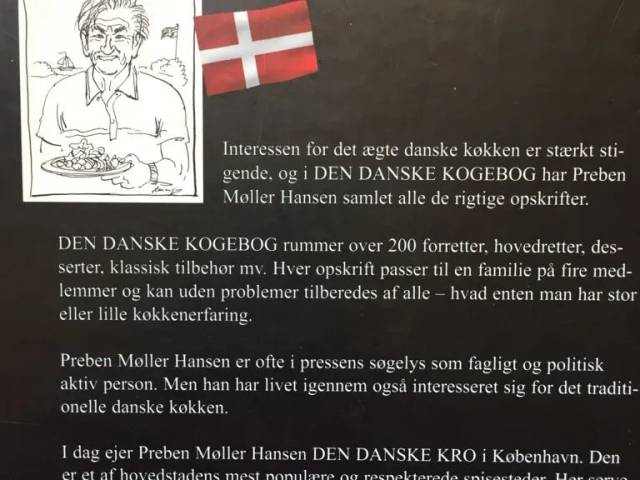 Interessen for det ægte danske køkken er stærkt sti-
gende, og i DEN DANSKE KOGEBOG har Preben
Møller Hansen samlet alle de rigtige opskrifter.
DEN DANSKE KOGEBOG rummer over 200 forretter, hovedretter, des-
serter, klassisk tilbehør mv. Hver opskrift passer til en familie på fire med-
lemmer og kan uden problemer tilberedes af alle – hvad enten man har stor
eller lille køkkenerfaring.
Preben Møller Hansen er ofte i pressens søgelys som fagligt og politisk
aktiv person. Men han har livet igennem også interesseret sig for det traditi-
onelle danske køkken.
I dag ejer Preben Møller Hansen DEN DANSKE KRO i København. Den
er et af hovedstadens mest populære og respekterede spisesteder. Her serve